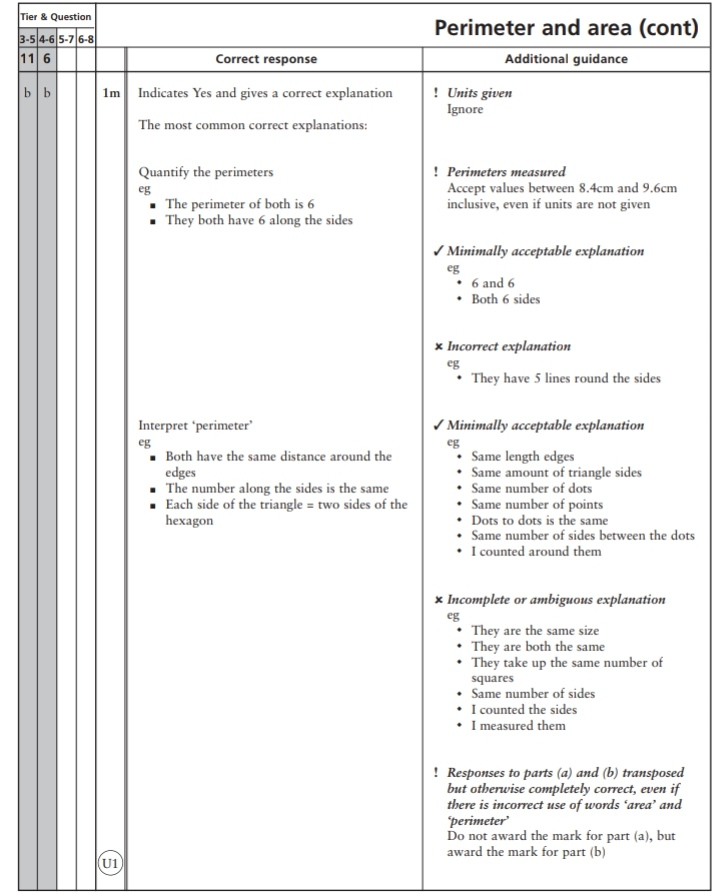 Tier & Question
3-5 4-6 5-7 6-8
Perimeter and area (cont)
11 6
Correct response
Additional guidance
b b
1m
Indicates Yes and gives a correct explanation
The most common correct explanations:
Quantify the perimeters
eg
▪ The perimeter of both is 6
▪ They both have 6 along the sides
Interpret ‘perimeter’
eg
▪ Both have the same distance around the
edges
▪ The number along the sides is the same
▪ Each side of the triangle = two sides of the
hexagon
! Units given
Ignore
! Perimeters measured
Accept values between 8.4cm and 9.6cm
inclusive, even if units are not given
✓ Minimally acceptable explanation
eg
• 6 and 6
• Both 6 sides
✗ Incorrect explanation
eg
• They have 5 lines round the sides
✓ Minimally acceptable explanation
eg
• Same length edges
• Same amount of triangle sides
• Same number of dots
• Same number of points
• Dots to dots is the same
• Same number of sides between the dots
• I counted around them
✗ Incomplete or ambiguous explanation
eg
• They are the same size
• They are both the same
• They take up the same number of
squares
• Same number of sides
• I counted the sides
• I measured them
! Responses to parts (a) and (b) transposed
but otherwise completely correct, even if
there is incorrect use of words ‘area’ and
‘perimeter’
Do not award the mark for part (a), but
award the mark for part (b)
U1